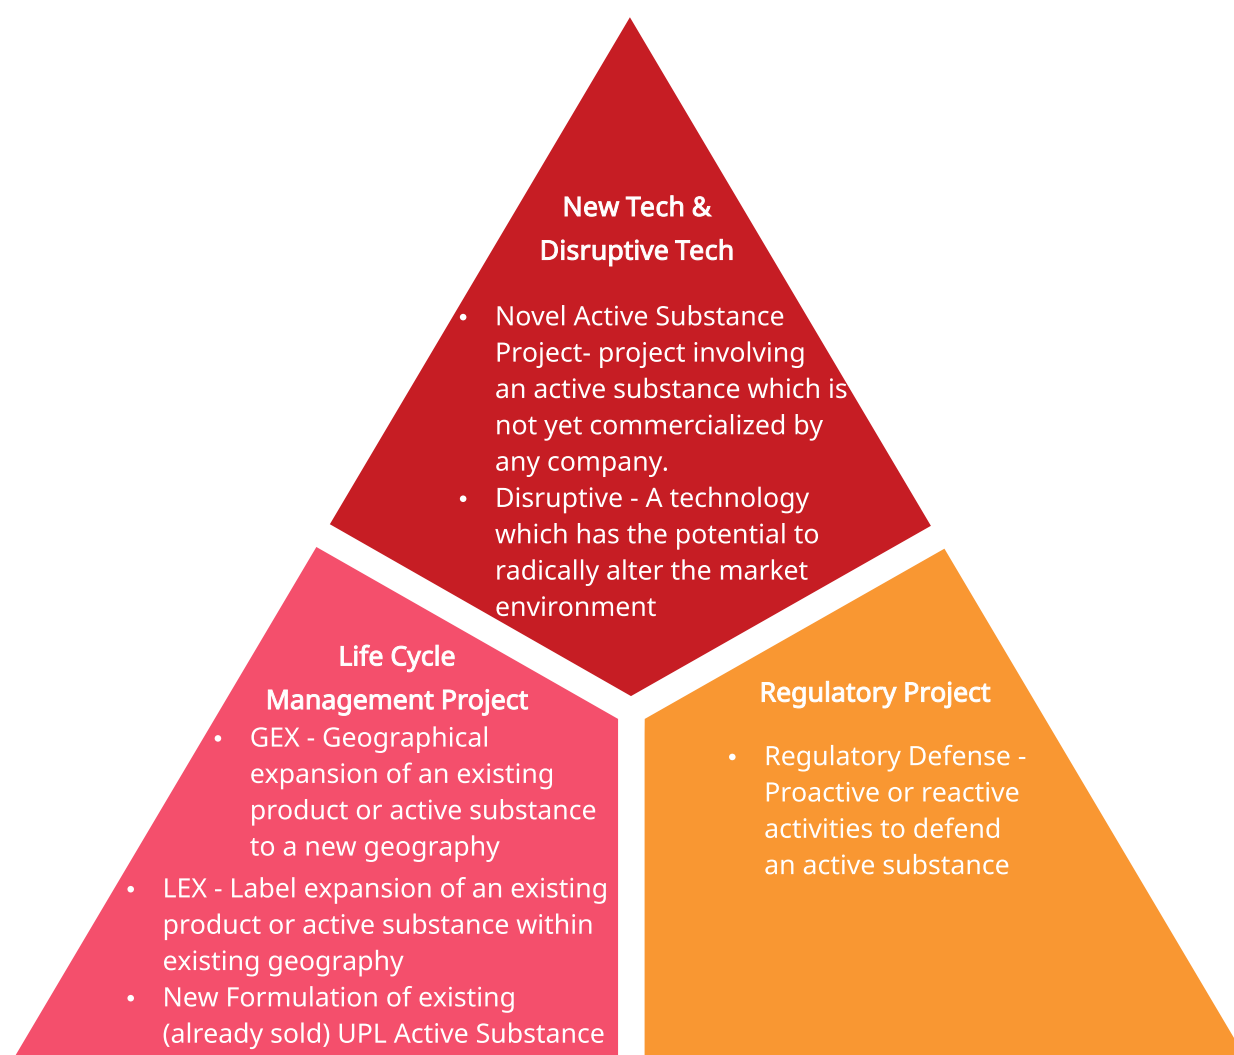 New Tech &
Disruptive Tech
• Novel Active Substance
Project- project involving
an active substance which is
not yet commercialized by
any company.
• Disruptive - A technology
which has the potential to
radically alter the market
environment
Life Cycle
Management Project
• GEX - Geographical
expansion of an existing
product or active substance
to a new geography
• LEX - Label expansion of an existing
product or active substance within
existing geography
• New Formulation of existing
(already sold) UPL Active Substance
Regulatory Project
• Regulatory Defense -
Proactive or reactive
activities to defend
an active substance